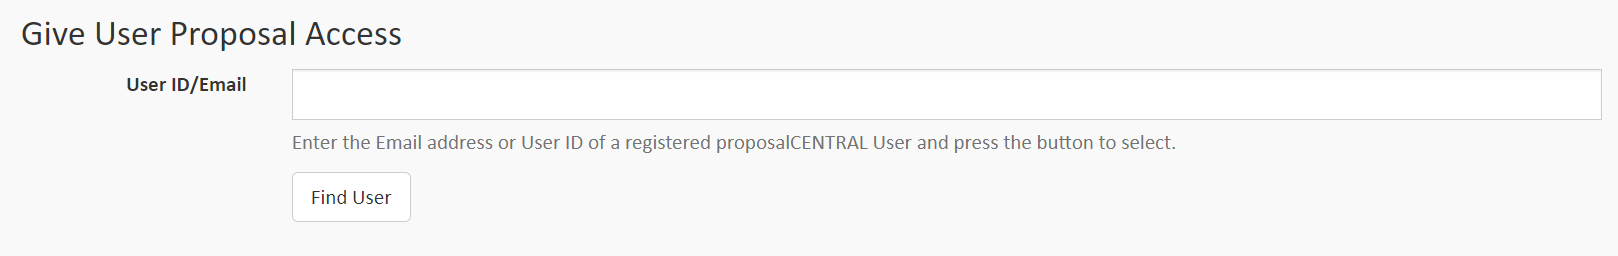 Give User Proposal Access
User ID/Email
Enter the Email address or User ID of a registered proposalCENTRAL User and press the button to select.
Find User